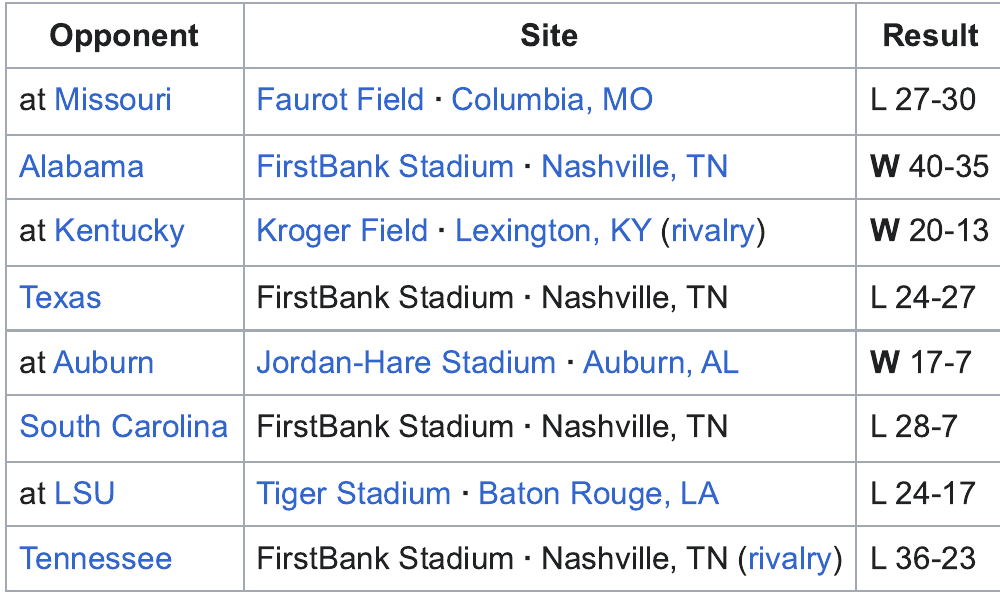 Opponent Site Result
at Missouri Faurot Field · Columbia, MO L 27-30
Alabama FirstBank Stadium · Nashville, TN W 40-35
at Kentucky Kroger Field · Lexington, KY (rivalry) W 20-13
Texas FirstBank Stadium · Nashville, TN L 24-27
at Auburn Jordan-Hare Stadium · Auburn, AL W 17-7
South Carolina FirstBank Stadium · Nashville, TN L 28-7
at LSU Tiger Stadium · Baton Rouge, LA L 24-17
Tennessee FirstBank Stadium · Nashville, TN (rivalry) L 36-23